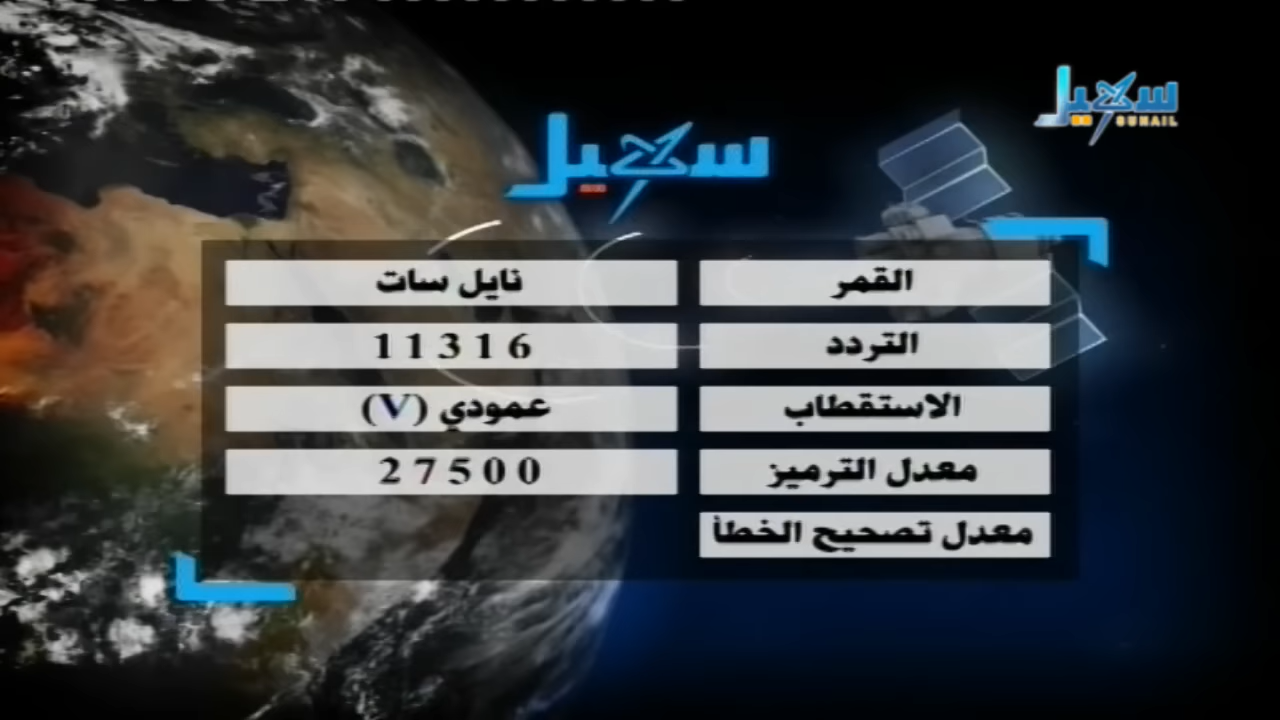 سهيل
SUHAIL
سهيل
القمر نايل سات
التردد 11316
الاستقطاب عمودي (V)
معدل الترميز 27500
معدل تصحيح الخطأ